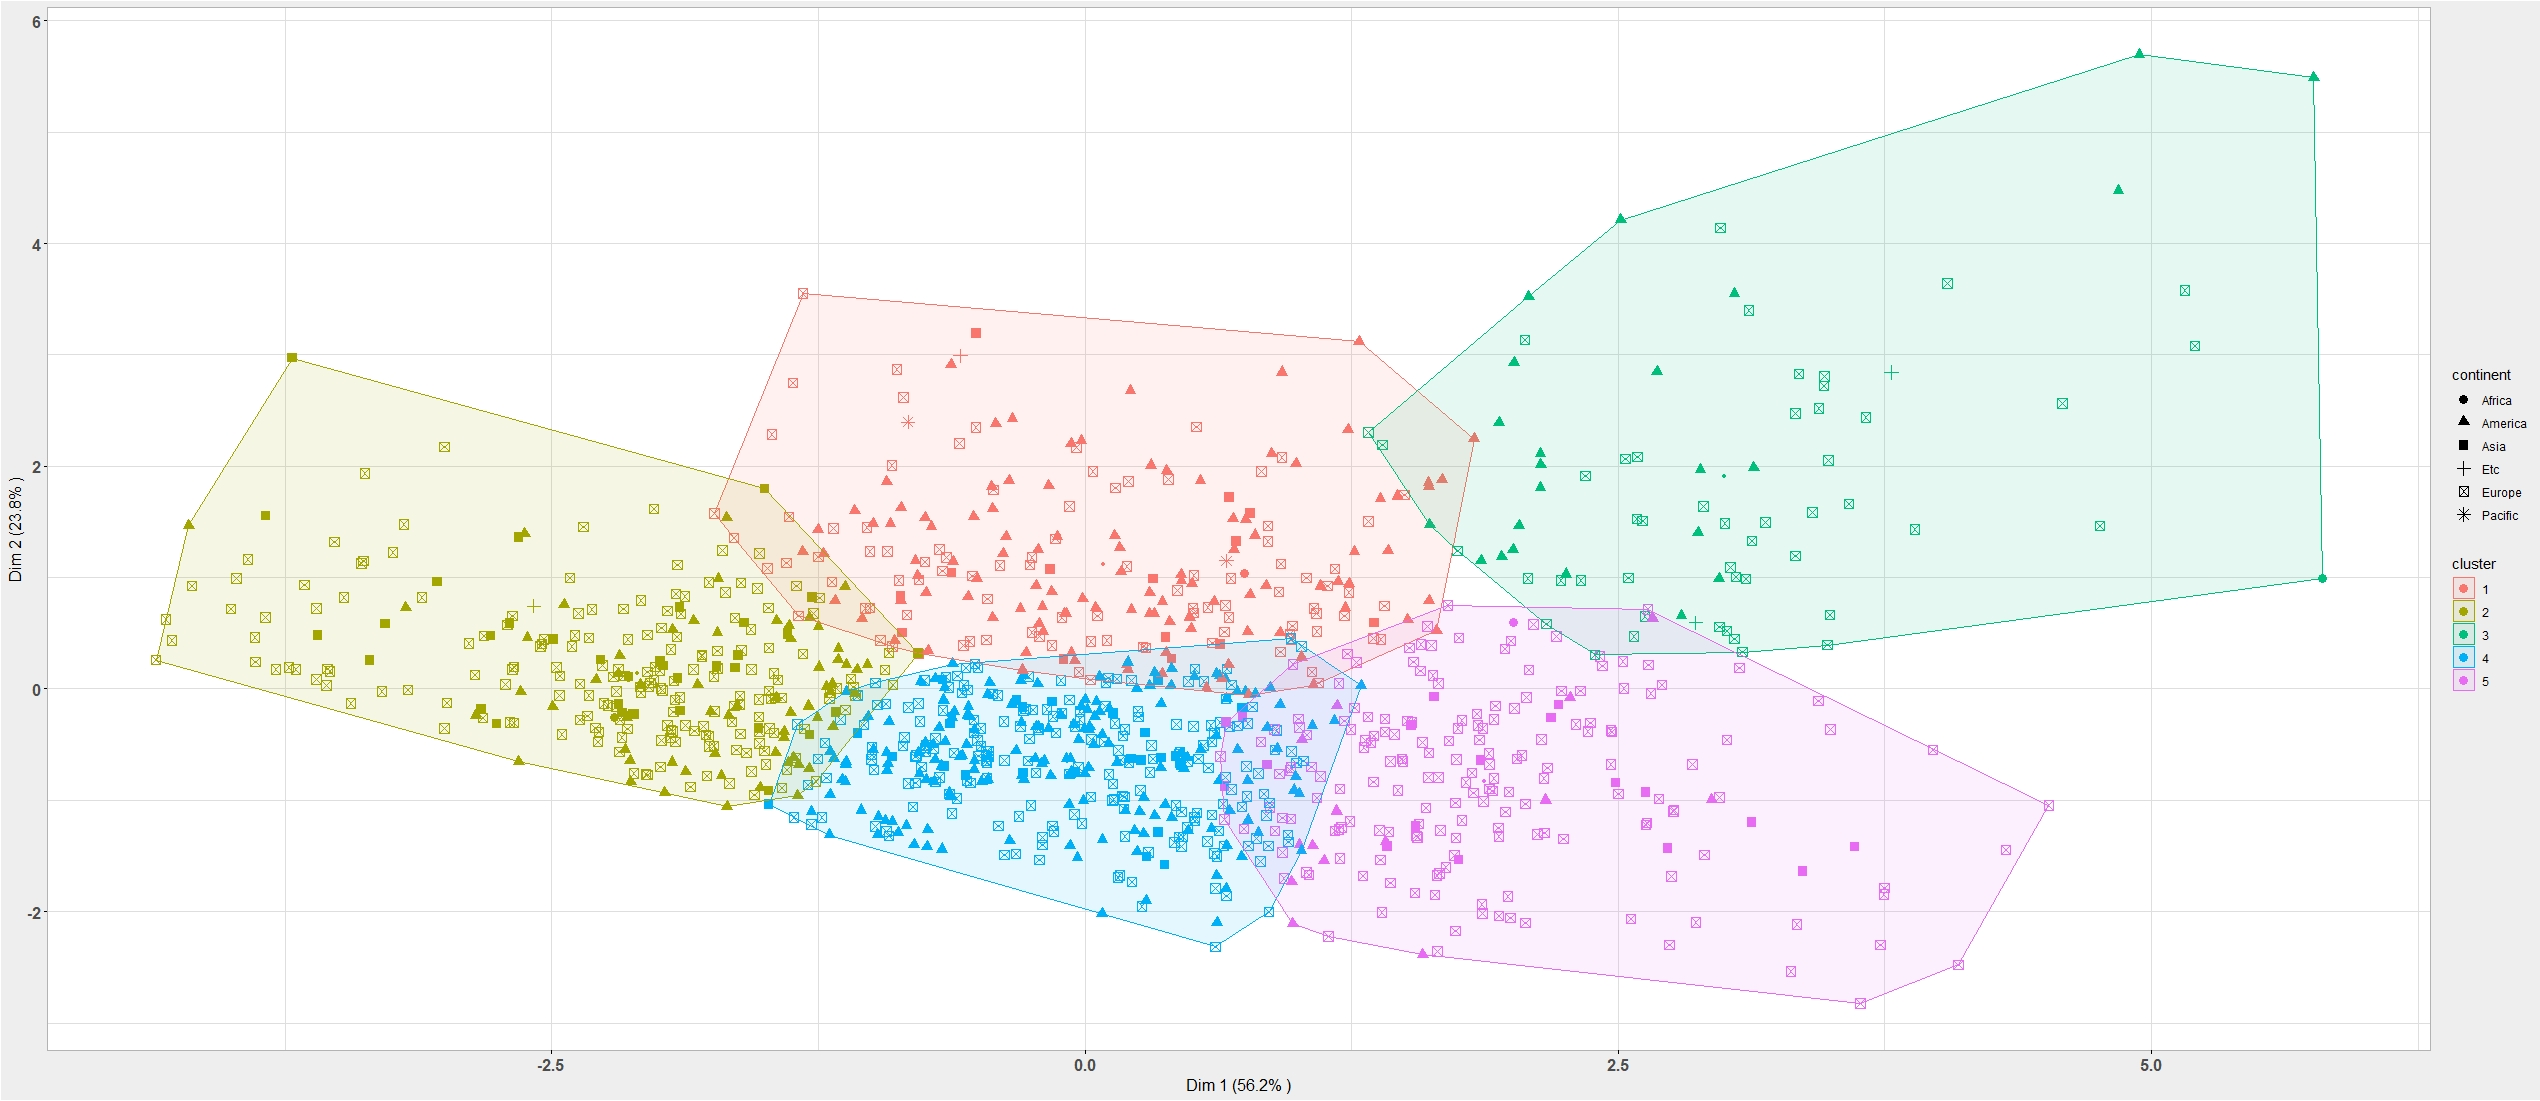 6
4
2
0
-2
Dim 2 (23.8% )
-2.5
0.0
2.5
5.0
Dim 1 (56.2% )
continent
Africa
America
Asia
Etc
Europe
Pacific
cluster
1
2
3
4
5